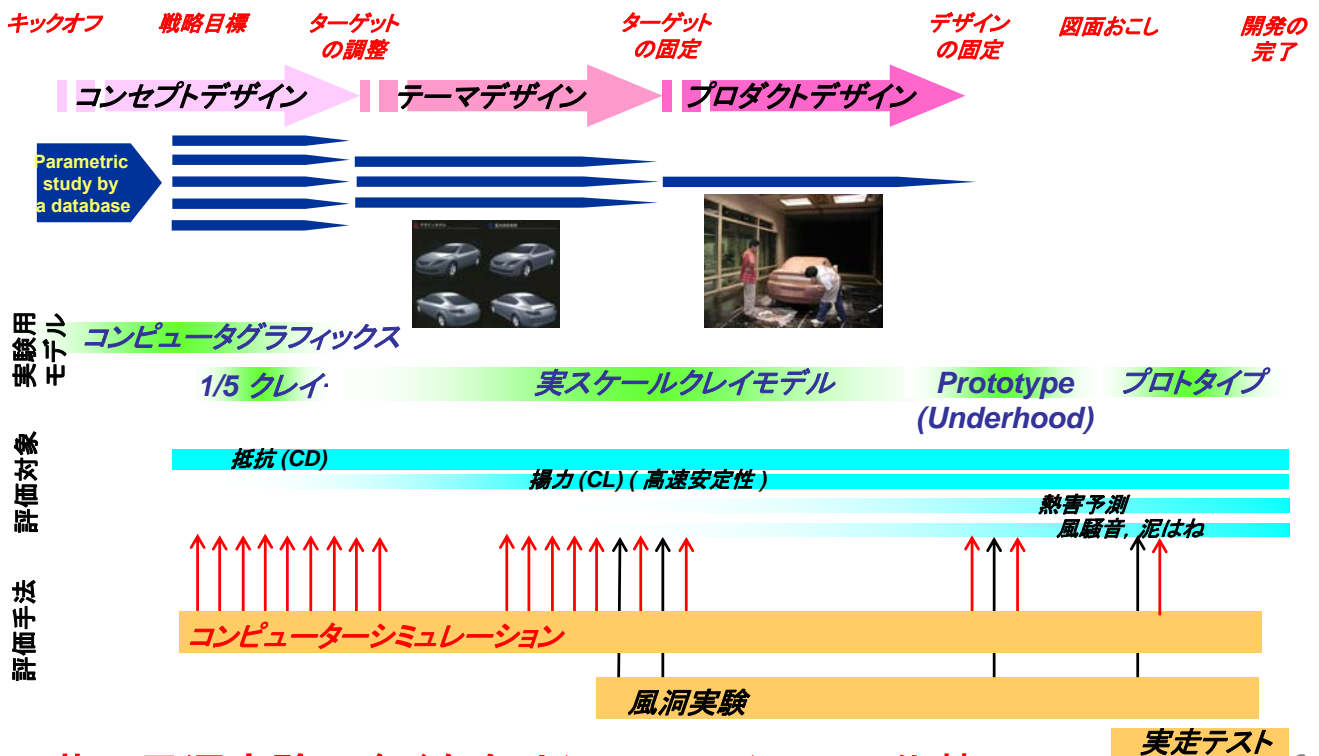 キックオフ
戦略目標
ターゲット
の調整
ターゲット
の固定
デザイン
の固定
図面おこし
開発の
完了
コンセプトデザイン
テーマデザイン
プロダクトデザイン
Parametric
study by
a database
実験用
モデル
コンピュータグラフィックス
1/5 クレイ
実スケールクレイモデル
Prototype
(Underhood)
プロトタイプ
評価対象
抵抗 (CD)
揚力 (CL) ( 高速安定性 )
熱害予測
風騒音, 泥はね
評価手法
コンピューターシミュレーション
風洞実験
実走テスト